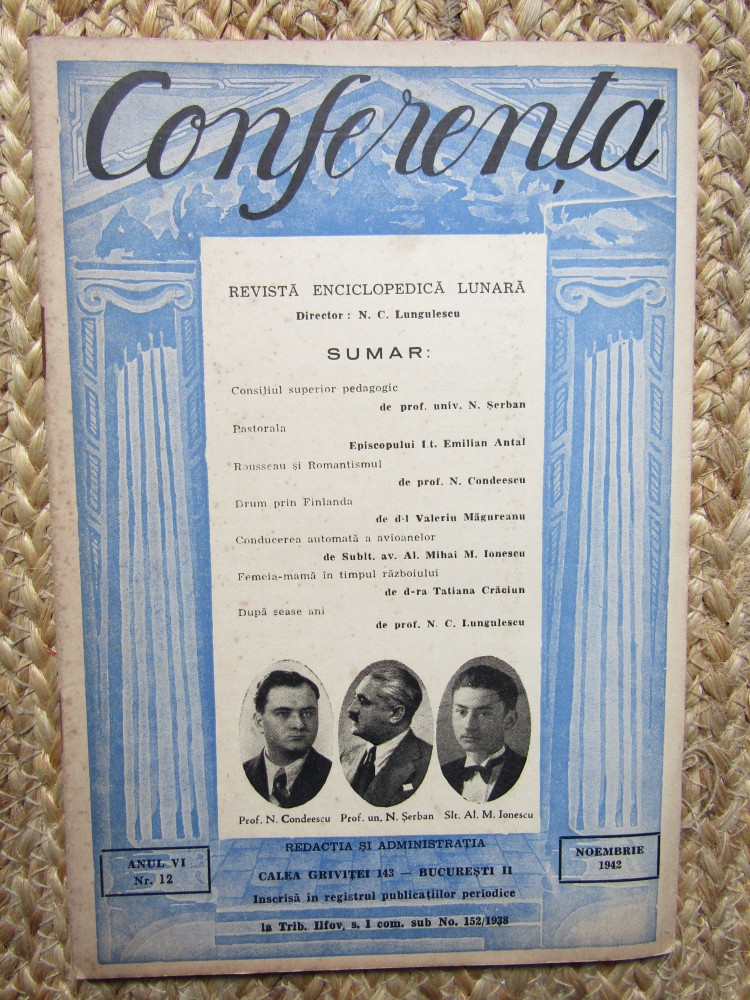 Conferența
REVISTĂ ENCICLOPEDICĂ LUNARĂ
Director: N. C. Lungulescu
SUMAR:
Consiliul superior pedagogic
de prof. univ. N. Șerban
Pastorala
Episcopului Lt. Emilian Antal
Rousseau și Romantismul
de prof. N. Condeescu
Drum prin Finlanda
de d-l Valeriu Măgureanu
Conducerea automată a avioanelor
de Sublt. av. Al. Mihai M. Ionescu
Femeia-mamă în timpul războiului
de d-ra Tatiana Crăciun
După șease ani
de prof. N. C. Lungulescu
Prof. N. Condeescu Prof. un. N. Șerban Slt. Al. M. Ionescu
REDACȚIA ȘI ADMINISTRAȚIA
CALEA GRIVIȚEI 143 — BUCUREȘTI II
Inscrisă în registrul publicațiilor periodice
la Trib. Ilfov, s. I com. sub No. 152/1938
ANUL VI
Nr. 12
NOEMBRIE
1942